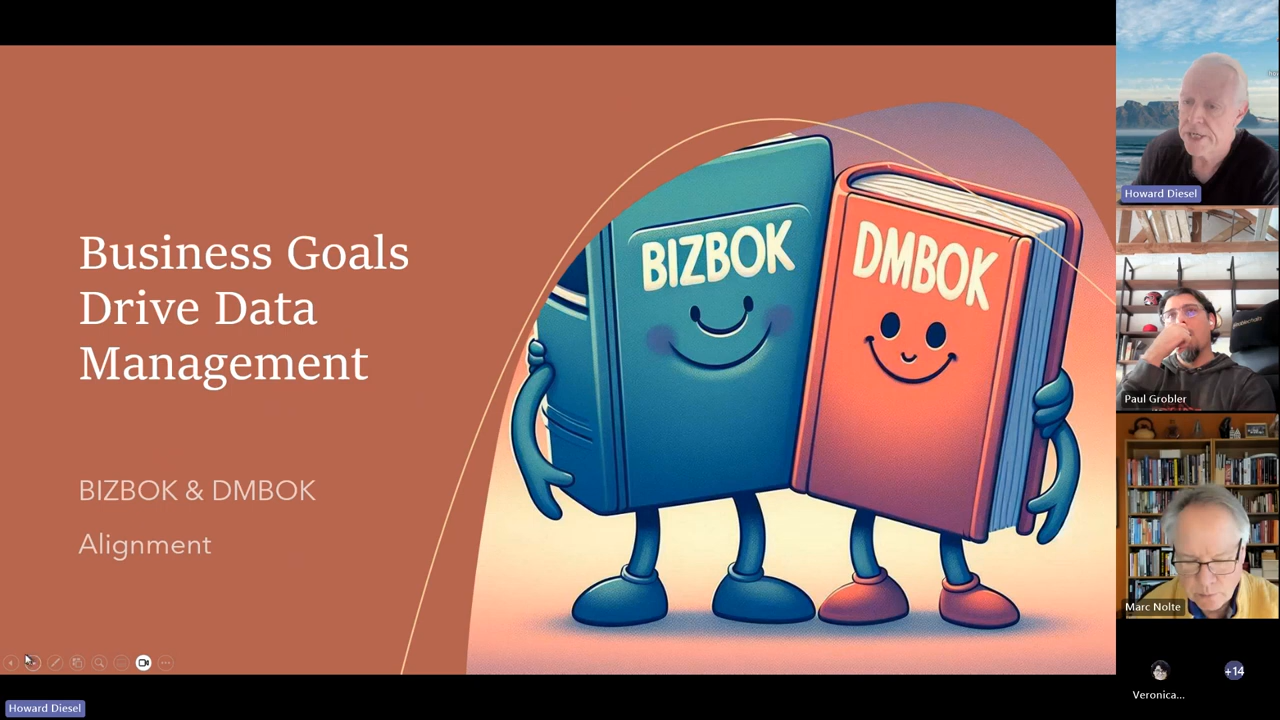 Business Goals
Drive Data
Management
BIZBOK & DMBOK
Alignment
BIZBOK
DMBOK
Howard Diesel
Paul Grobler
Marc Nolte
Veronica...
+14
Howard Diesel